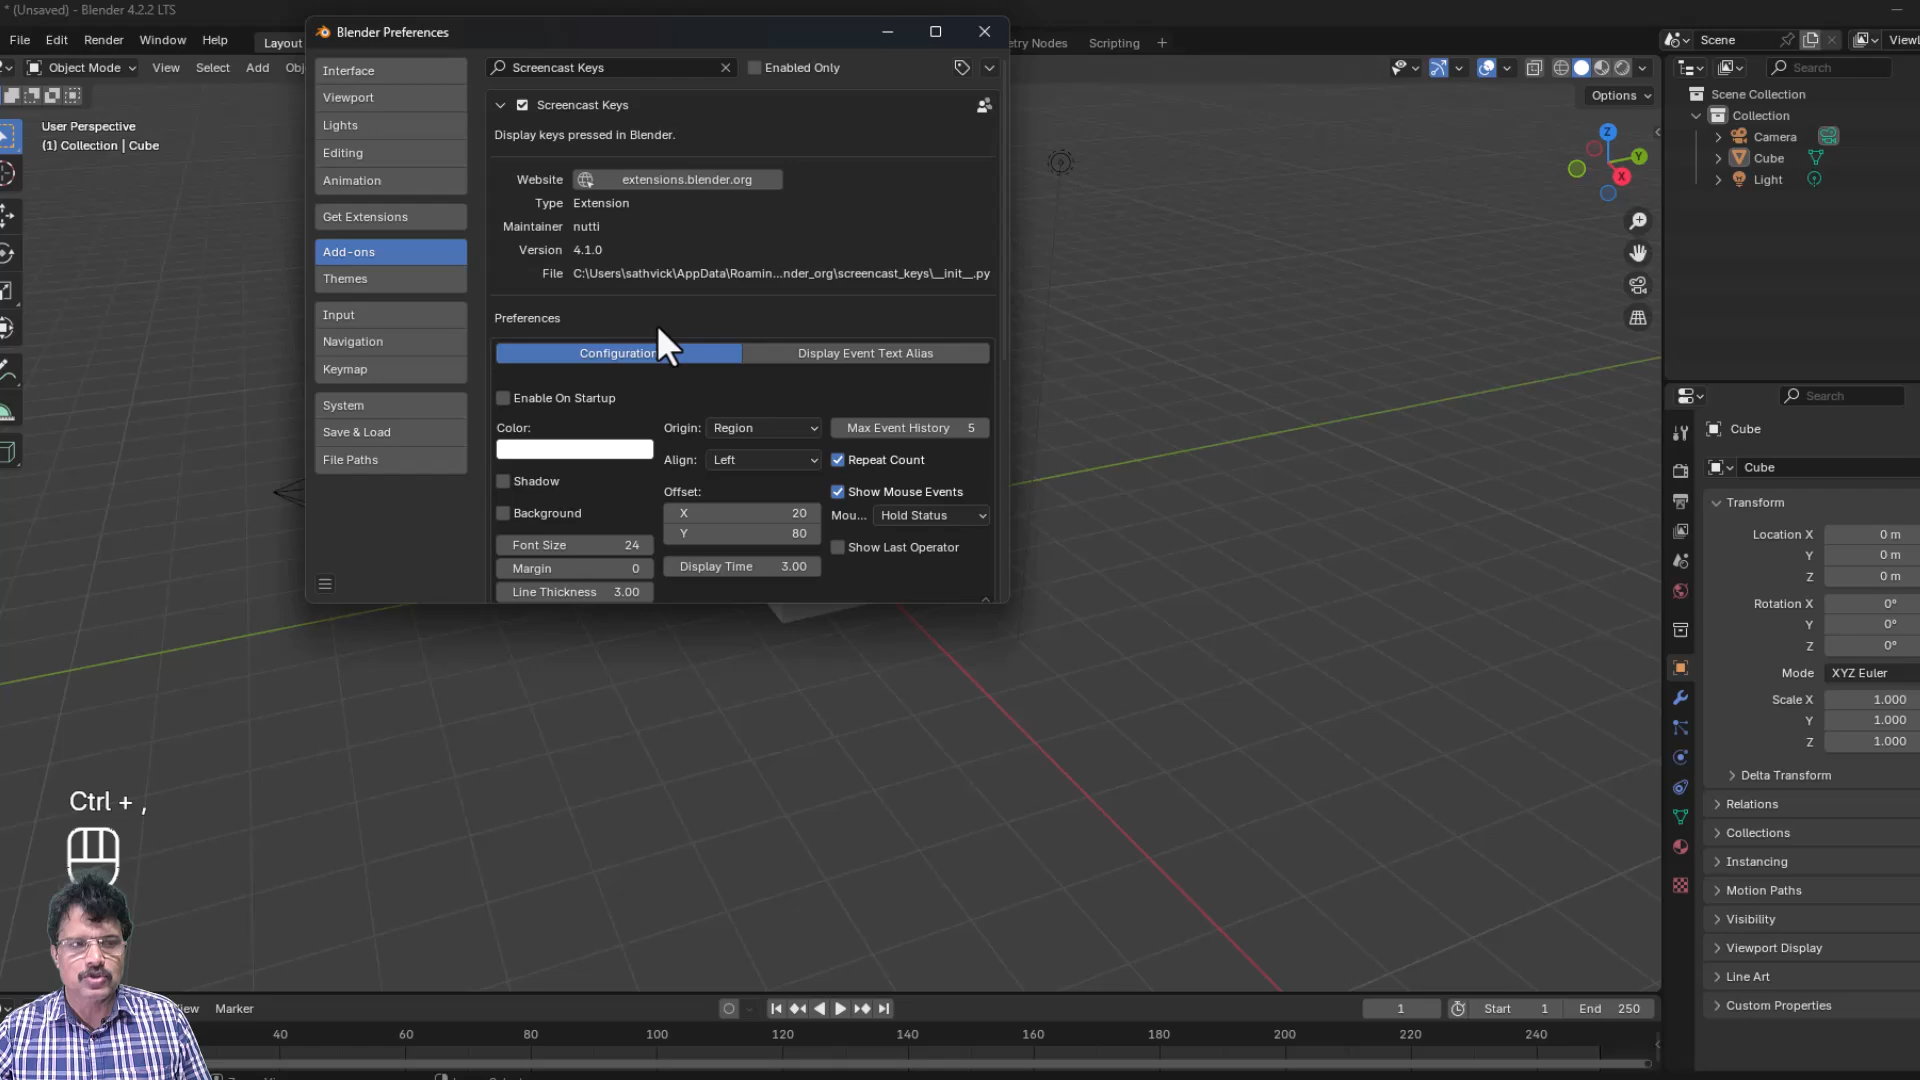 * (Unsaved) - Blender 4.2.2 LTS
File Edit Render Window Help Layout
Nodes Scripting +
Scene
Object Mode View Select Add
Options
User Perspective
(1) Collection | Cube
Z
Y
X
Blender Preferences
Interface
Viewport
Lights
Editing
Animation
Get Extensions
Add-ons
Themes
Input
Navigation
Keymap
System
Save & Load
File Paths
Screencast Keys Enabled Only
Screencast Keys
Display keys pressed in Blender.
Website extensions.blender.org
Type Extension
Maintainer nutti
Version 4.1.0
File C:\Users\sathvick\AppData\Roamin...nder_org\screencast_keys\__init__.py
Preferences
Configuration Display Event Text Alias
Enable On Startup
Color: Origin: Region Max Event History 5
Align: Left Repeat Count
Shadow Offset: Show Mouse Events
Background X 20 Mou... Hold Status
Y 80
Font Size 24 Show Last Operator
Margin 0 Display Time 3.00
Line Thickness 3.00
Search
Scene Collection
Collection
Camera
Cube
Light
Search
Cube
Cube
Transform
Location X 0 m
Y 0 m
Z 0 m
Rotation X 0°
Y 0°
Z 0°
Mode XYZ Euler
Scale X 1.000
Y 1.000
Z 1.000
Delta Transform
Relations
Collections
Instancing
Motion Paths
Visibility
Viewport Display
Line Art
Custom Properties
Ctrl + ,
Marker 1 Start 1 End 250
40 60 80 100 120 140 160 180 200 220 240